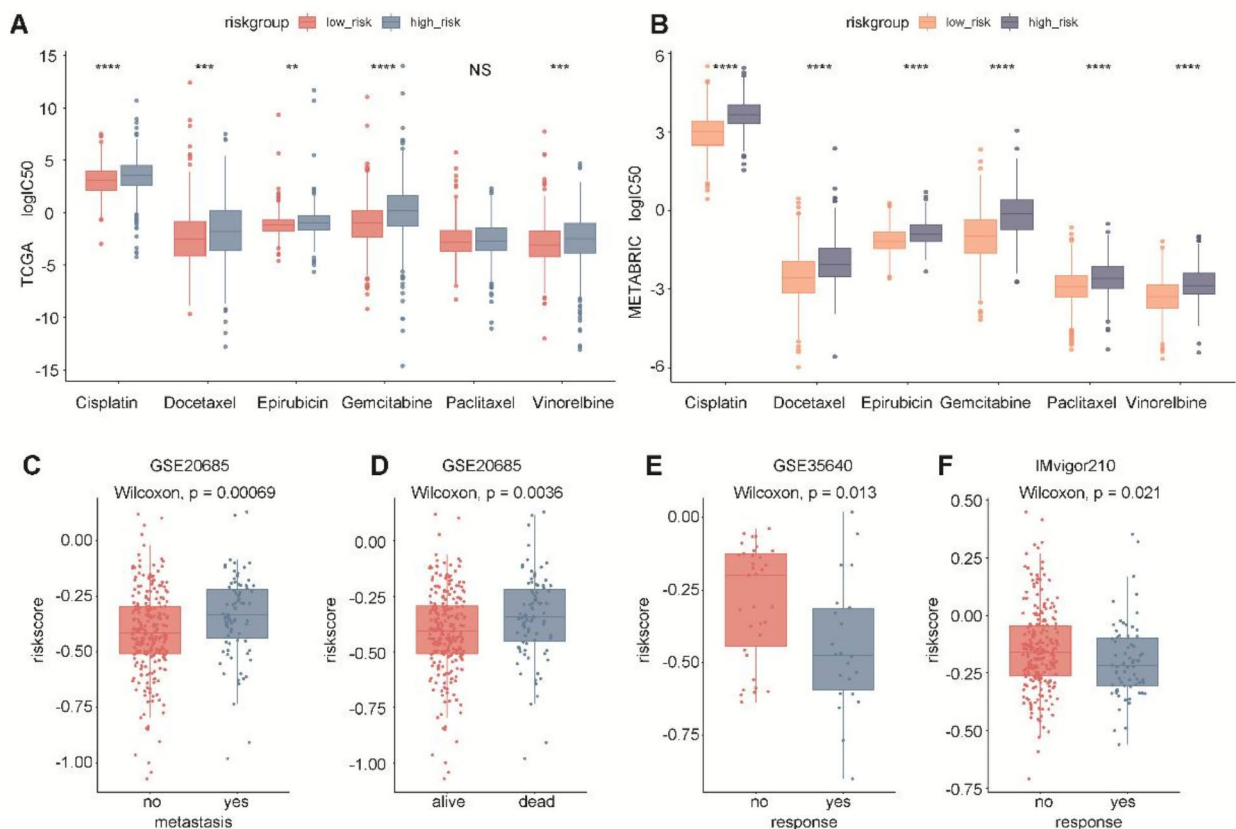 A
riskgroup low_risk high_risk
15
10
5
0
-5
-10
-15
TCGA logIC50
**** *** ** **** NS ***
Cisplatin Docetaxel Epirubicin Gemcitabine Paclitaxel Vinorelbine
B
riskgroup low_risk high_risk
6
3
0
-3
-6
METABRIC logIC50
**** **** **** **** **** ****
Cisplatin Docetaxel Epirubicin Gemcitabine Paclitaxel Vinorelbine
C
GSE20685
Wilcoxon, p = 0.00069
0.00
-0.25
-0.50
-0.75
-1.00
riskscore
no yes
metastasis
D
GSE20685
Wilcoxon, p = 0.0036
0.00
-0.25
-0.50
-0.75
-1.00
riskscore
alive dead
E
GSE35640
Wilcoxon, p = 0.013
0.00
-0.25
-0.50
-0.75
riskscore
no yes
response
F
IMvigor210
Wilcoxon, p = 0.021
0.50
0.25
0.00
-0.25
-0.50
-0.75
riskscore
no yes
response